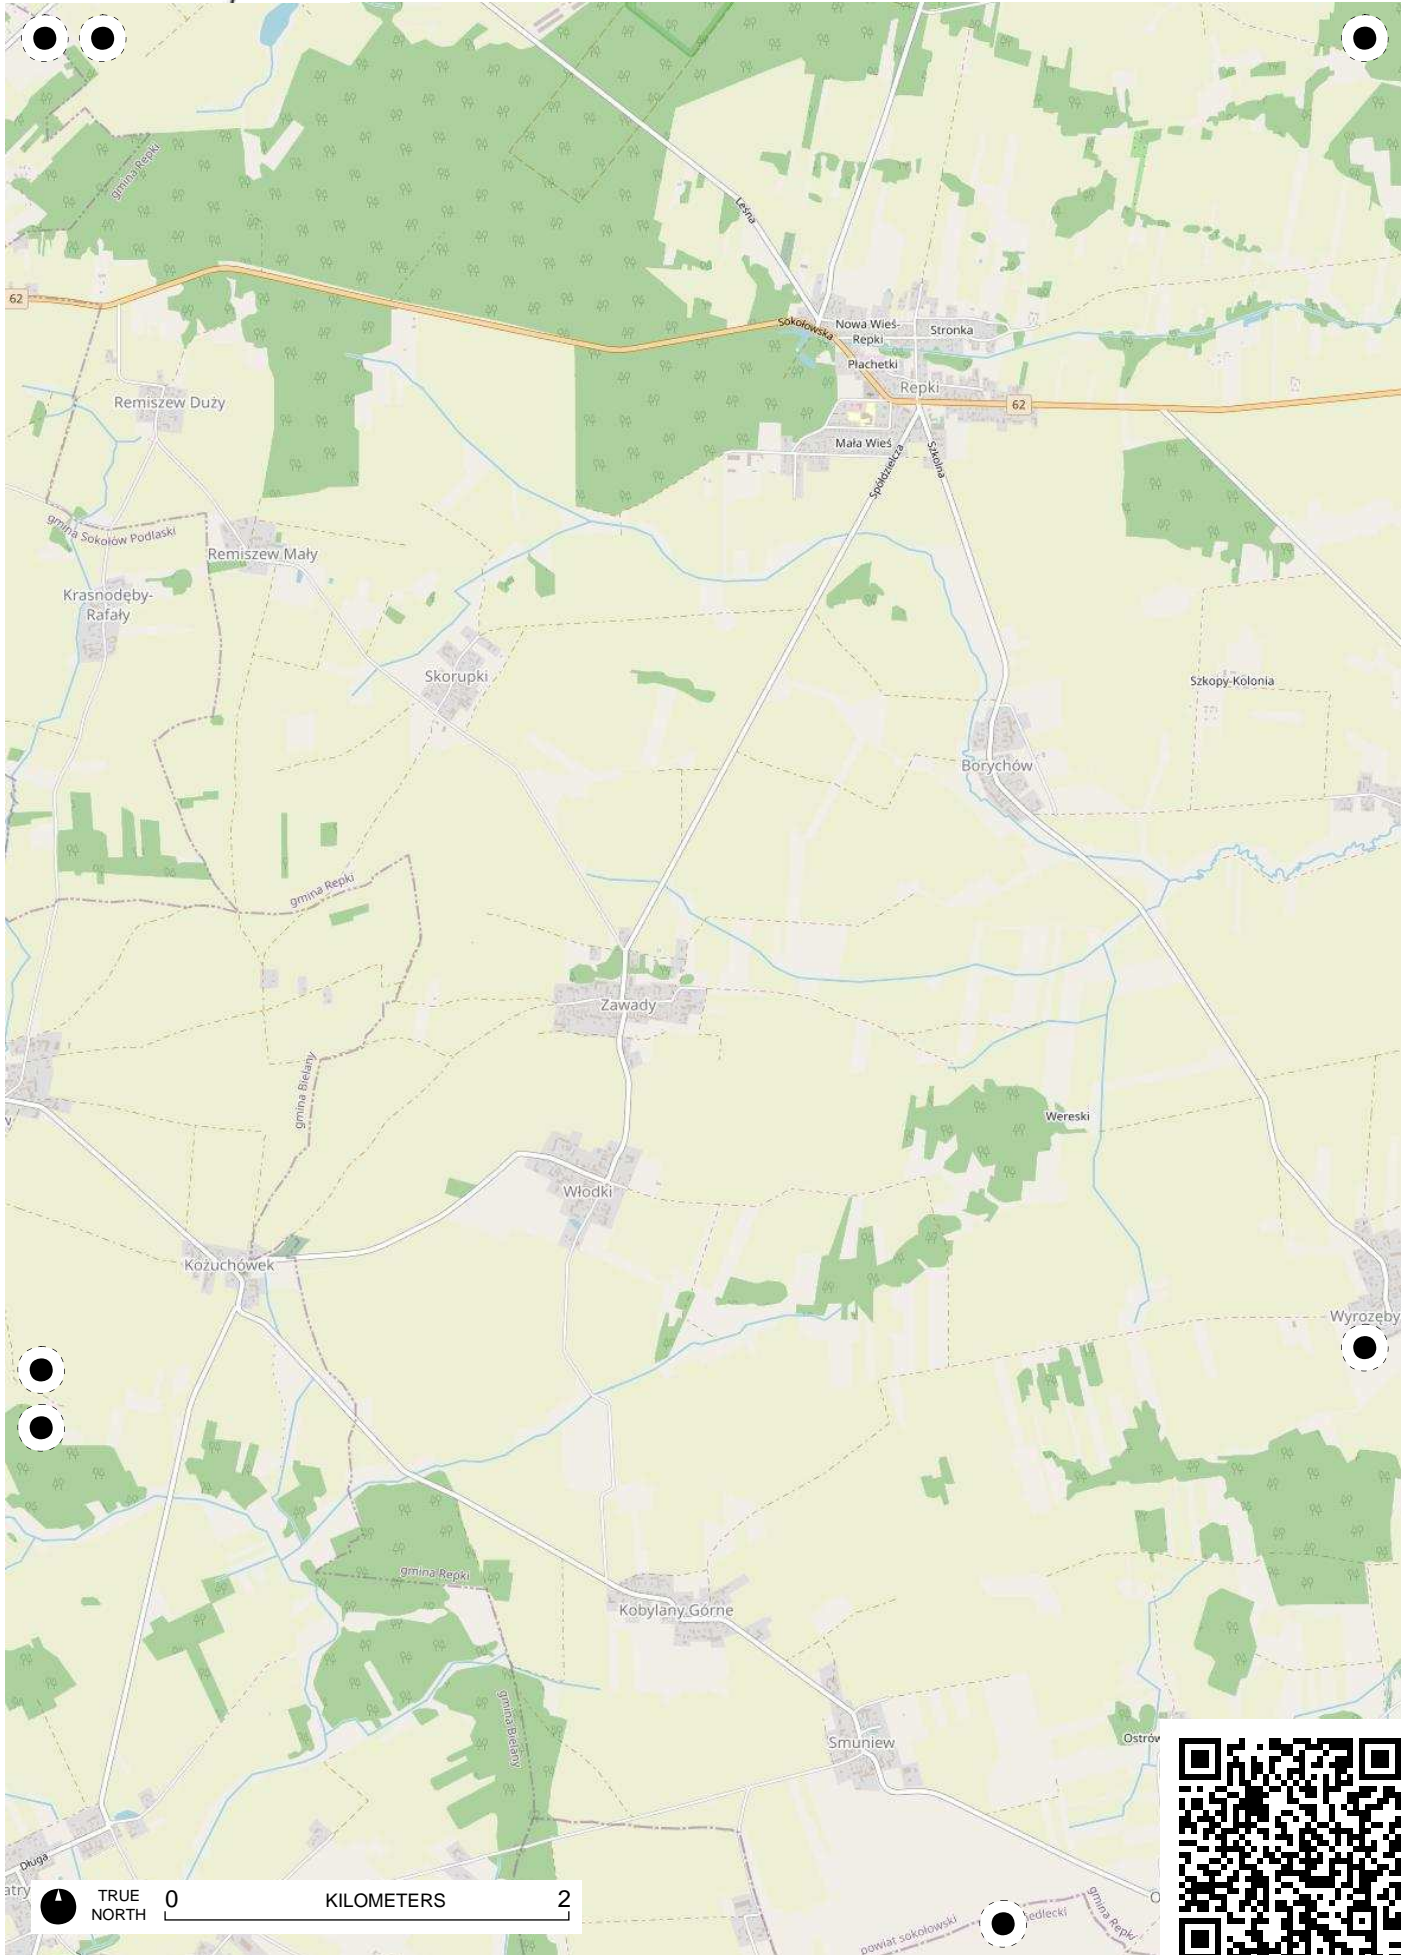 gmina Repki
Leśna
62
Sokołowska
Nowa Wieś-
Repki
Stronka
Płachetki
Repki
62
Remiszew Duży
Mała Wieś
Spółdzielcza
Szkolna
gmina Sokołów Podlaski
Remiszew Mały
Krasnodęby-
Rafały
Skorupki
Szkopy-Kolonia
Borychów
gmina Repki
Zawady
gmina Bielany
Wereski
Włodki
Kożuchówek
Wyrozęby
gmina Repki
Kobylany Górne
gmina Bielany
Smuniew
Ostrów
Długa
TRUE
NORTH
0 KILOMETERS 2
powiat sokołowski
gmina Repki